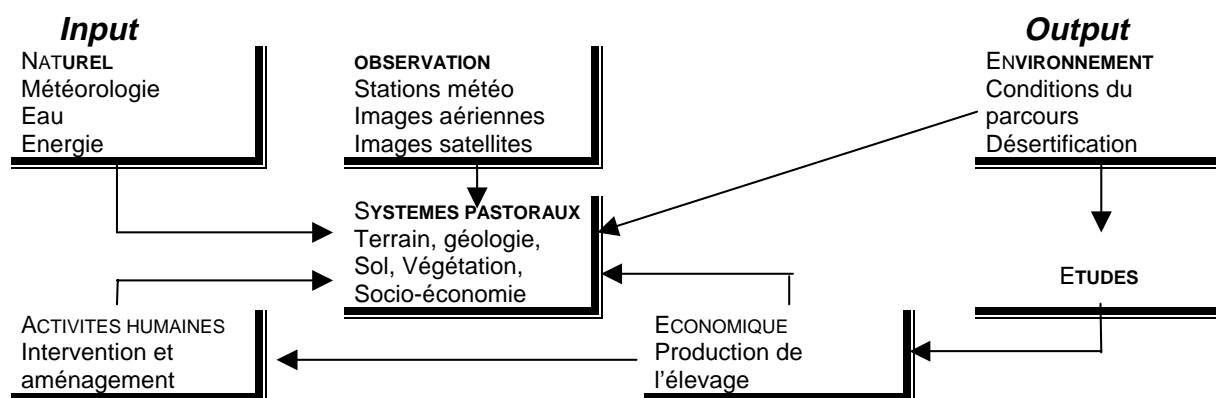 Input
NATUREL
Météorologie
Eau
Energie
OBSERVATION
Stations météo
Images aériennes
Images satellites
Output
ENVIRONNEMENT
Conditions du
parcours
Désertification
SYSTEMES PASTORAUX
Terrain, géologie,
Sol, Végétation,
Socio-économie
ETUDES
ACTIVITES HUMAINES
Intervention et
aménagement
ECONOMIQUE
Production de
l'élevage